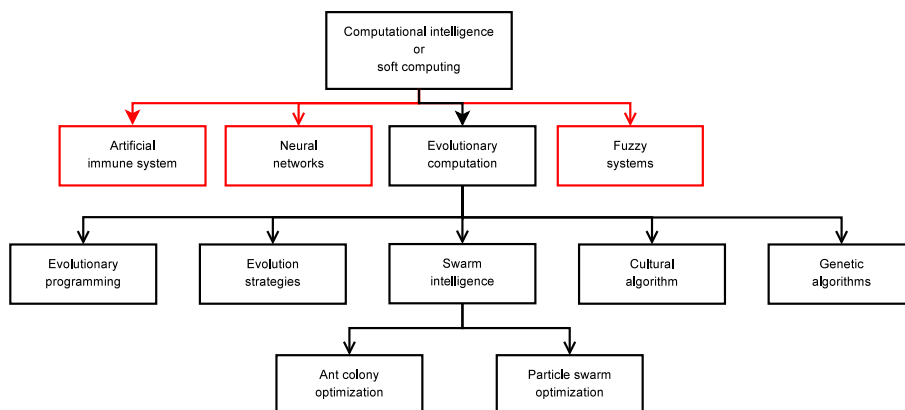 Computational intelligence
or
soft computing
Artificial
immune system
Neural
networks
Evolutionary
computation
Fuzzy
systems
Evolutionary
programming
Evolution
strategies
Swarm
intelligence
Cultural
algorithm
Genetic
algorithms
Ant colony
optimization
Particle swarm
optimization